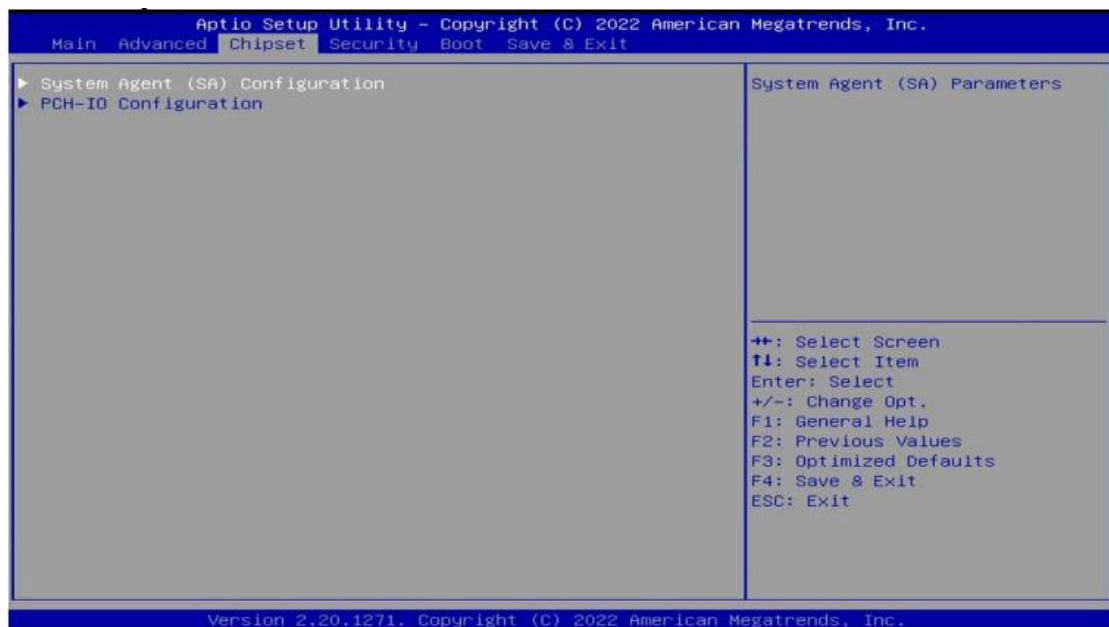 Aptio Setup Utility – Copyright (C) 2022 American Megatrends, Inc.
Main Advanced Chipset Security Boot Save & Exit
▶ System Agent (SA) Configuration
▶ PCH-IO Configuration
System Agent (SA) Parameters
→←: Select Screen
↑↓: Select Item
Enter: Select
+/-: Change Opt.
F1: General Help
F2: Previous Values
F3: Optimized Defaults
F4: Save & Exit
ESC: Exit
Version 2.20.1271. Copyright (C) 2022 American Megatrends, Inc.